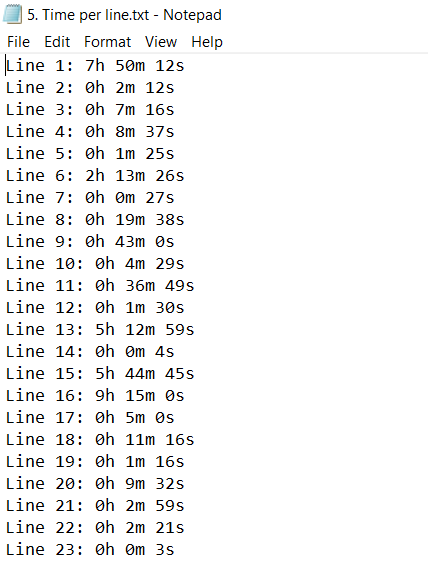 5. Time per line.txt - Notepad
File Edit Format View Help
Line 1: 7h 50m 12s
Line 2: 0h 2m 12s
Line 3: 0h 7m 16s
Line 4: 0h 8m 37s
Line 5: 0h 1m 25s
Line 6: 2h 13m 26s
Line 7: 0h 0m 27s
Line 8: 0h 19m 38s
Line 9: 0h 43m 0s
Line 10: 0h 4m 29s
Line 11: 0h 36m 49s
Line 12: 0h 1m 30s
Line 13: 5h 12m 59s
Line 14: 0h 0m 4s
Line 15: 5h 44m 45s
Line 16: 9h 15m 0s
Line 17: 0h 5m 0s
Line 18: 0h 11m 16s
Line 19: 0h 1m 16s
Line 20: 0h 9m 32s
Line 21: 0h 2m 59s
Line 22: 0h 2m 21s
Line 23: 0h 0m 3s